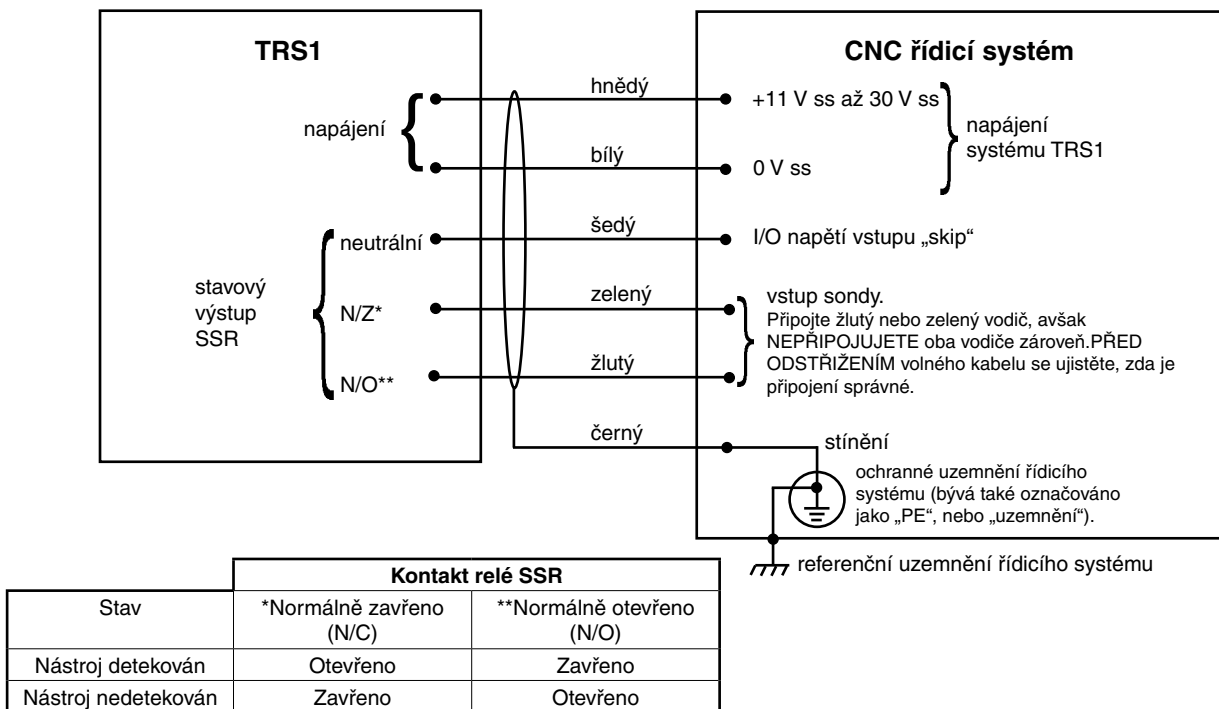 TRS1
CNC řídicí systém
hnědý
+11 V ss až 30 V ss
napájení
napájení
systému TRS1
bílý
0 V ss
šedý
neutrální
I/O napětí vstupu „skip“
stavový
výstup
SSR
zelený
N/Z*
vstup sondy.
Připojte žlutý nebo zelený vodič, avšak
NEPŘIPOJUJETE oba vodiče zároveň.PŘED
ODSTŘIŽENÍM volného kabelu se ujistěte, zda je
připojení správné.
žlutý
N/O**
černý
stínění
ochranné uzemnění řídicího
systému (bývá také označováno
jako „PE“, nebo „uzemnění“).
referenční uzemnění řídicího systému
Kontakt relé SSR
Stav
*Normálně zavřeno
(N/C)
**Normálně otevřeno
(N/O)
Nástroj detekován
Otevřeno
Zavřeno
Nástroj nedetekován
Zavřeno
Otevřeno